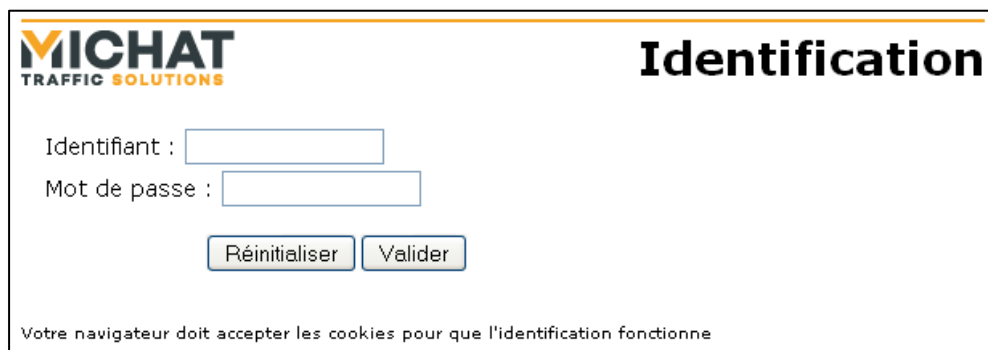 MICHAT
TRAFFIC SOLUTIONS
Identification
Identifiant :
Mot de passe :
Réinitialiser Valider
Votre navigateur doit accepter les cookies pour que l'identification fonctionne